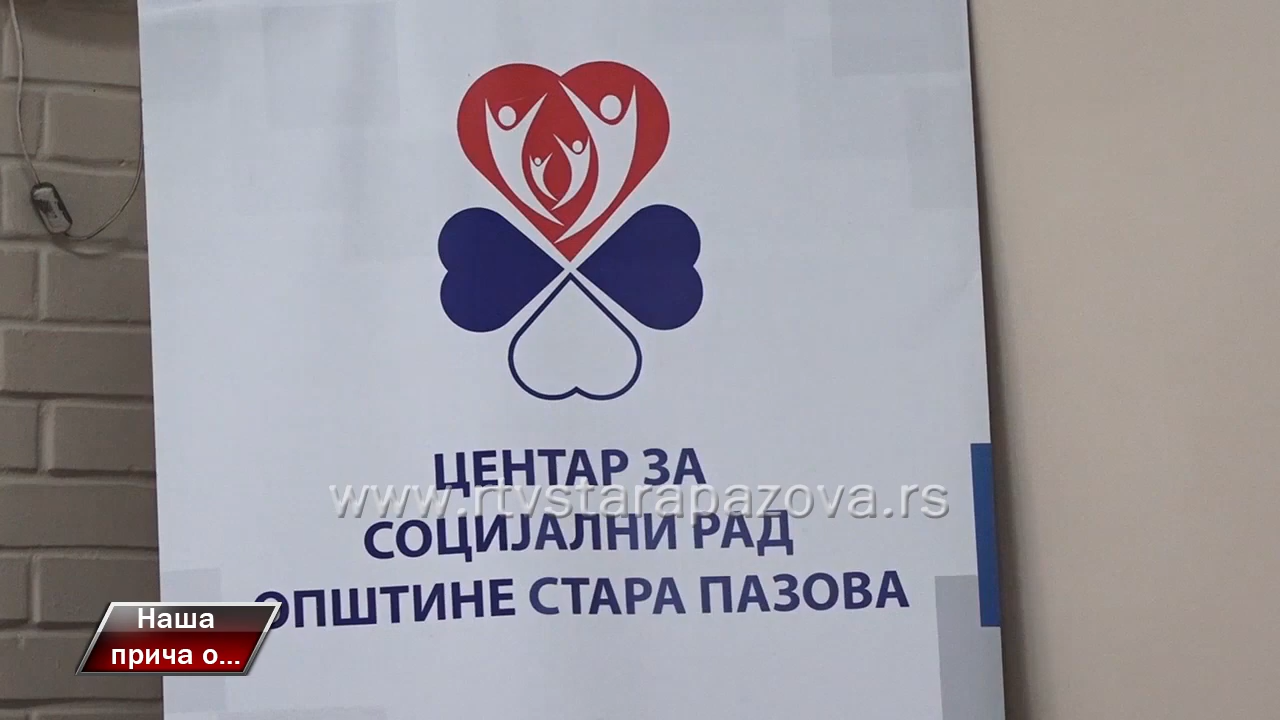 ЦЕНТАР ЗА
www.rtvstarapazova.rs
СОЦИЈАЛНИ РАД
ОПШТИНЕ СТАРА ПАЗОВА
Наша
прича о...